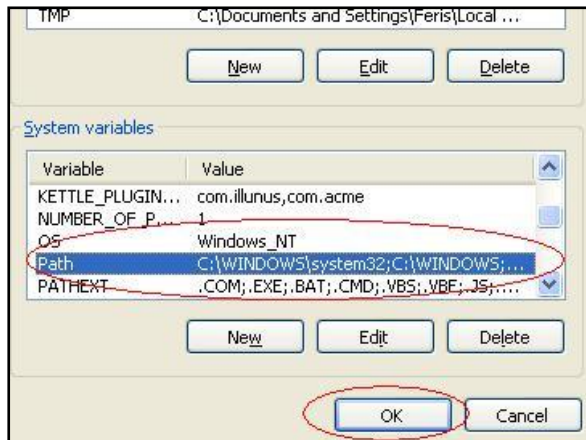 TMP C:\Documents and Settings\Feris\Local ...
New Edit Delete
System variables
Variable Value
KETTLE_PLUGIN... com.illunus,com.acme
NUMBER_OF_P... 1
OS Windows_NT
Path C:\WINDOWS\system32;C:\WINDOWS;...
PATHEXT .COM;.EXE;.BAT;.CMD;.VBS;.VBE;.JS;....
New Edit Delete
OK Cancel